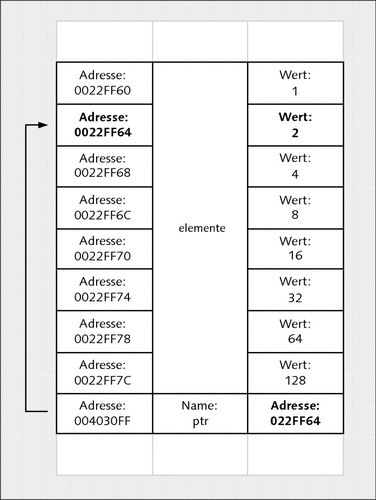 Adresse:
0022FF60
Wert:
1
Adresse:
0022FF64
Wert:
2
Adresse:
0022FF68
Wert:
4
Adresse:
0022FF6C
Wert:
8
elemente
Adresse:
0022FF70
Wert:
16
Adresse:
0022FF74
Wert:
32
Adresse:
0022FF78
Wert:
64
Adresse:
0022FF7C
Wert:
128
Adresse:
004030FF
Name:
ptr
Adresse:
022FF64